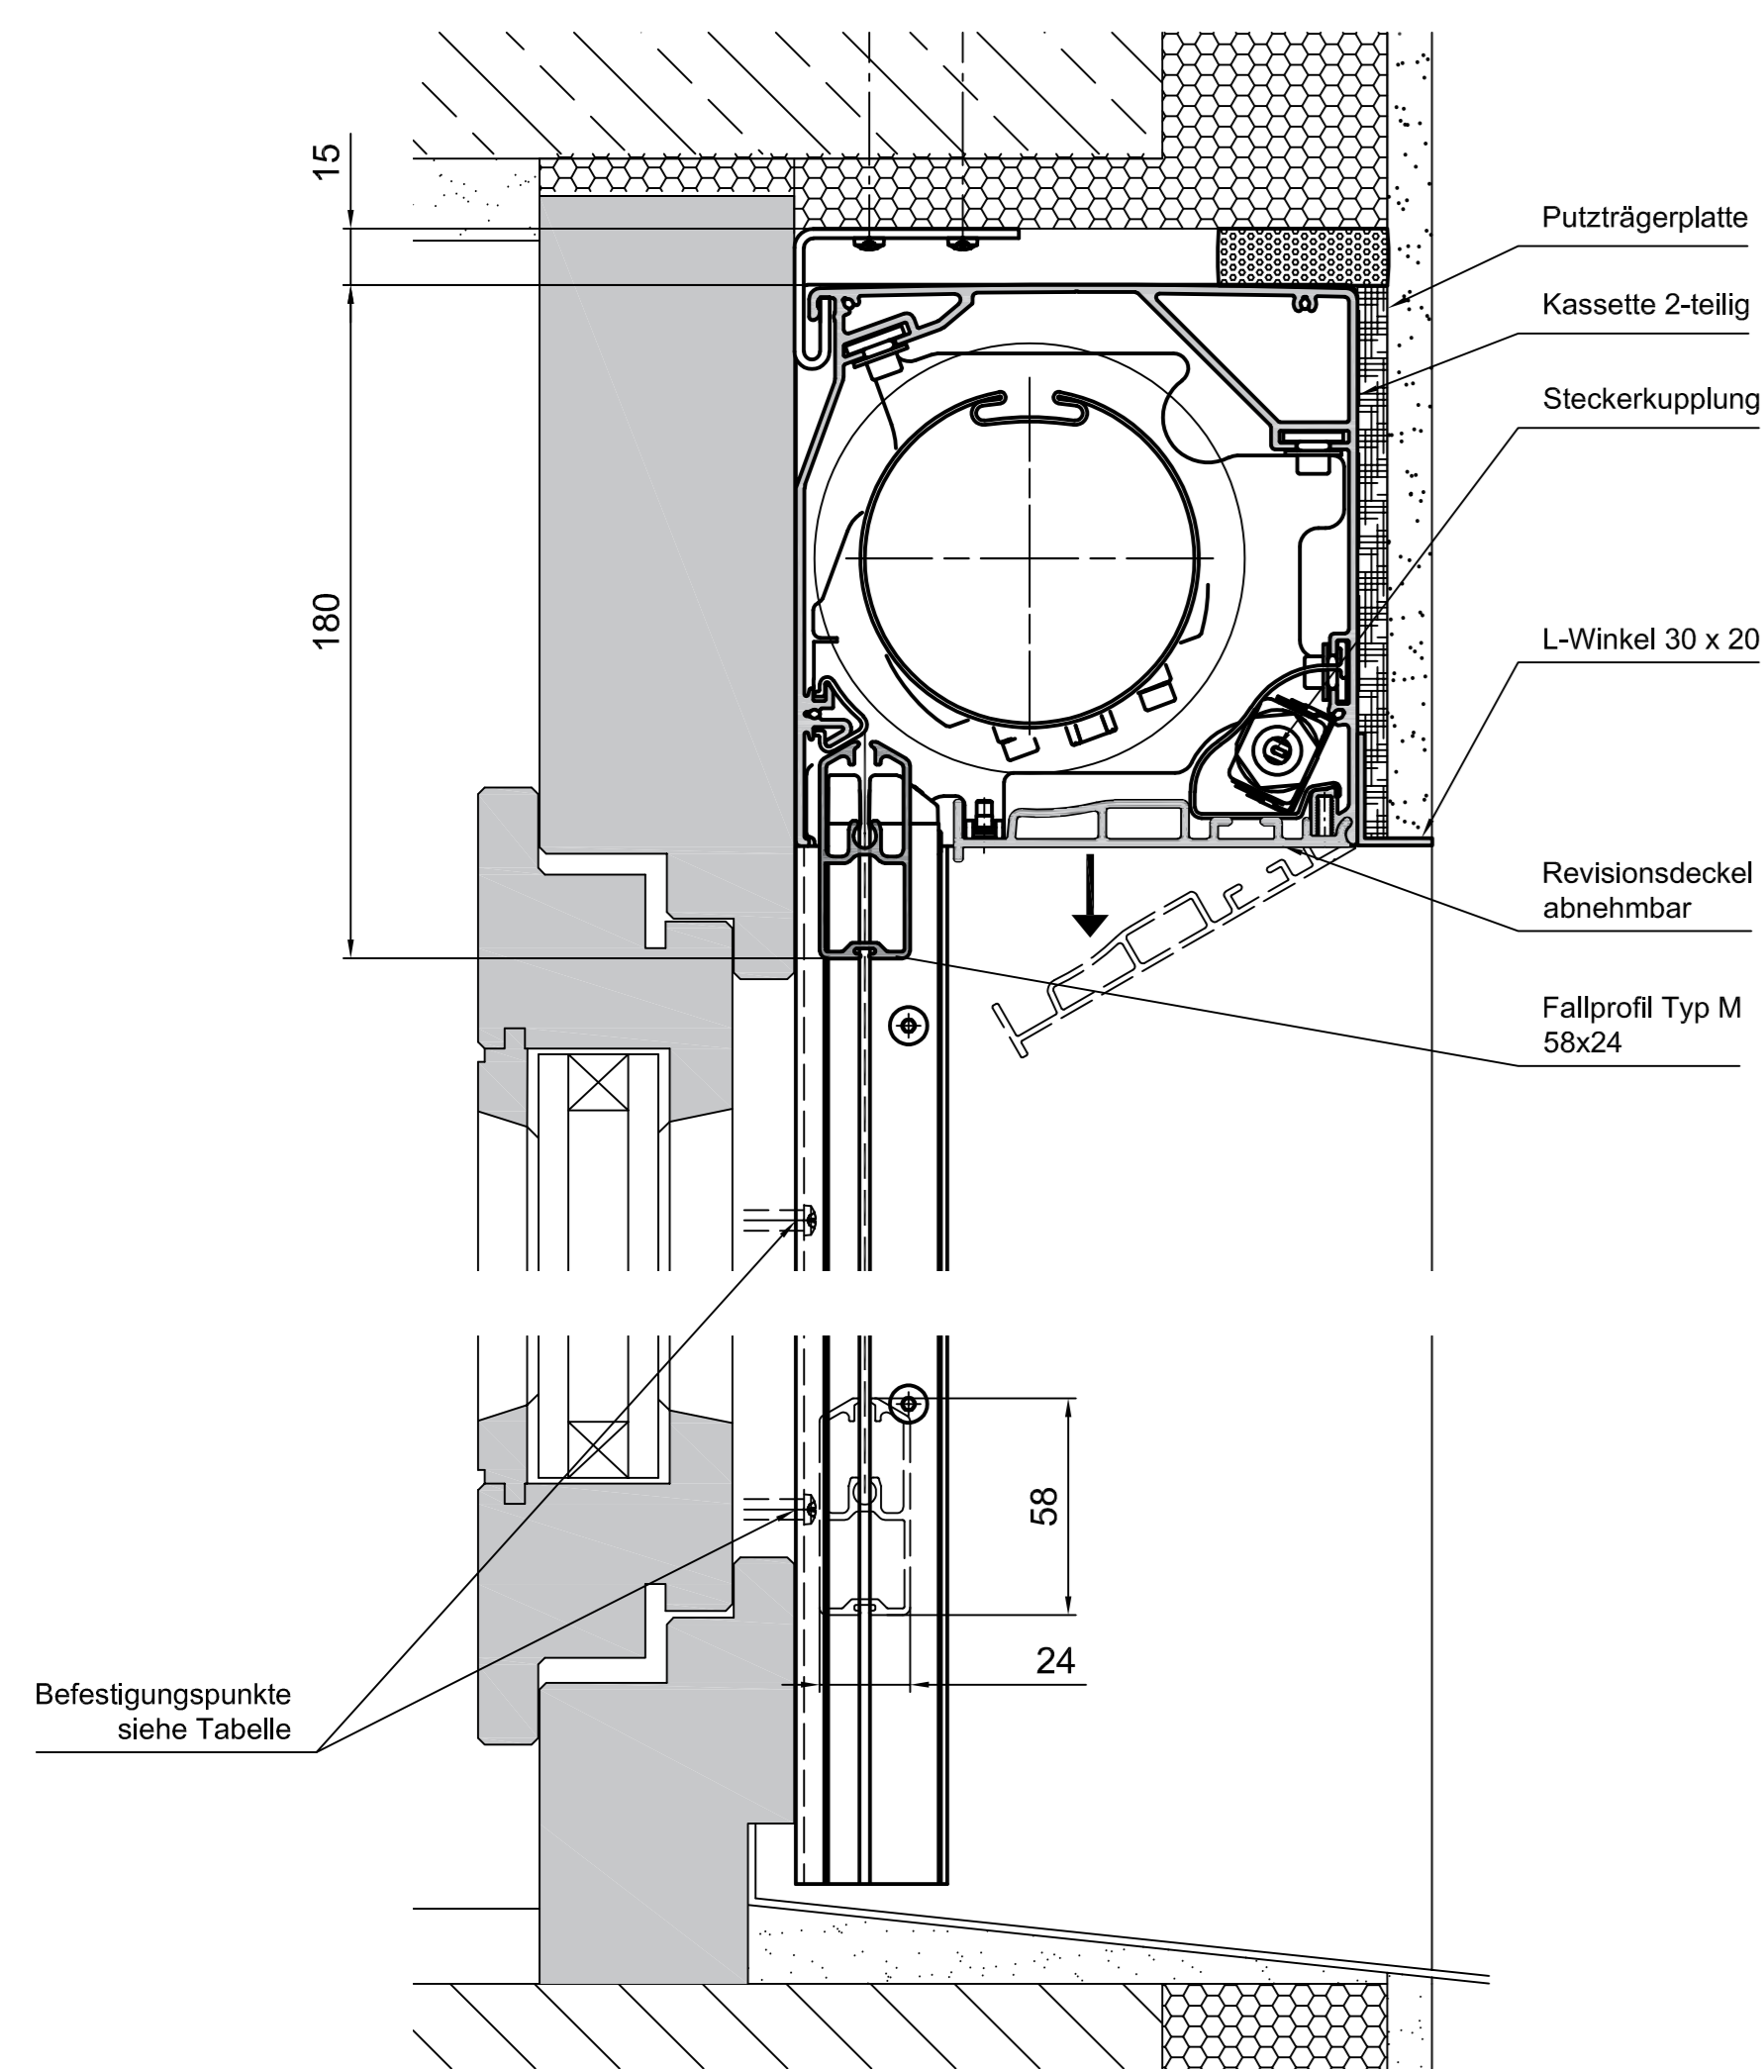 15
Putzträgerplatte
Kassette 2-teilig
Steckerkupplung
180
L-Winkel 30 x 20
Revisionsdeckel
abnehmbar
Fallprofil Typ M
58x24
58
24
Befestigungspunkte
siehe Tabelle